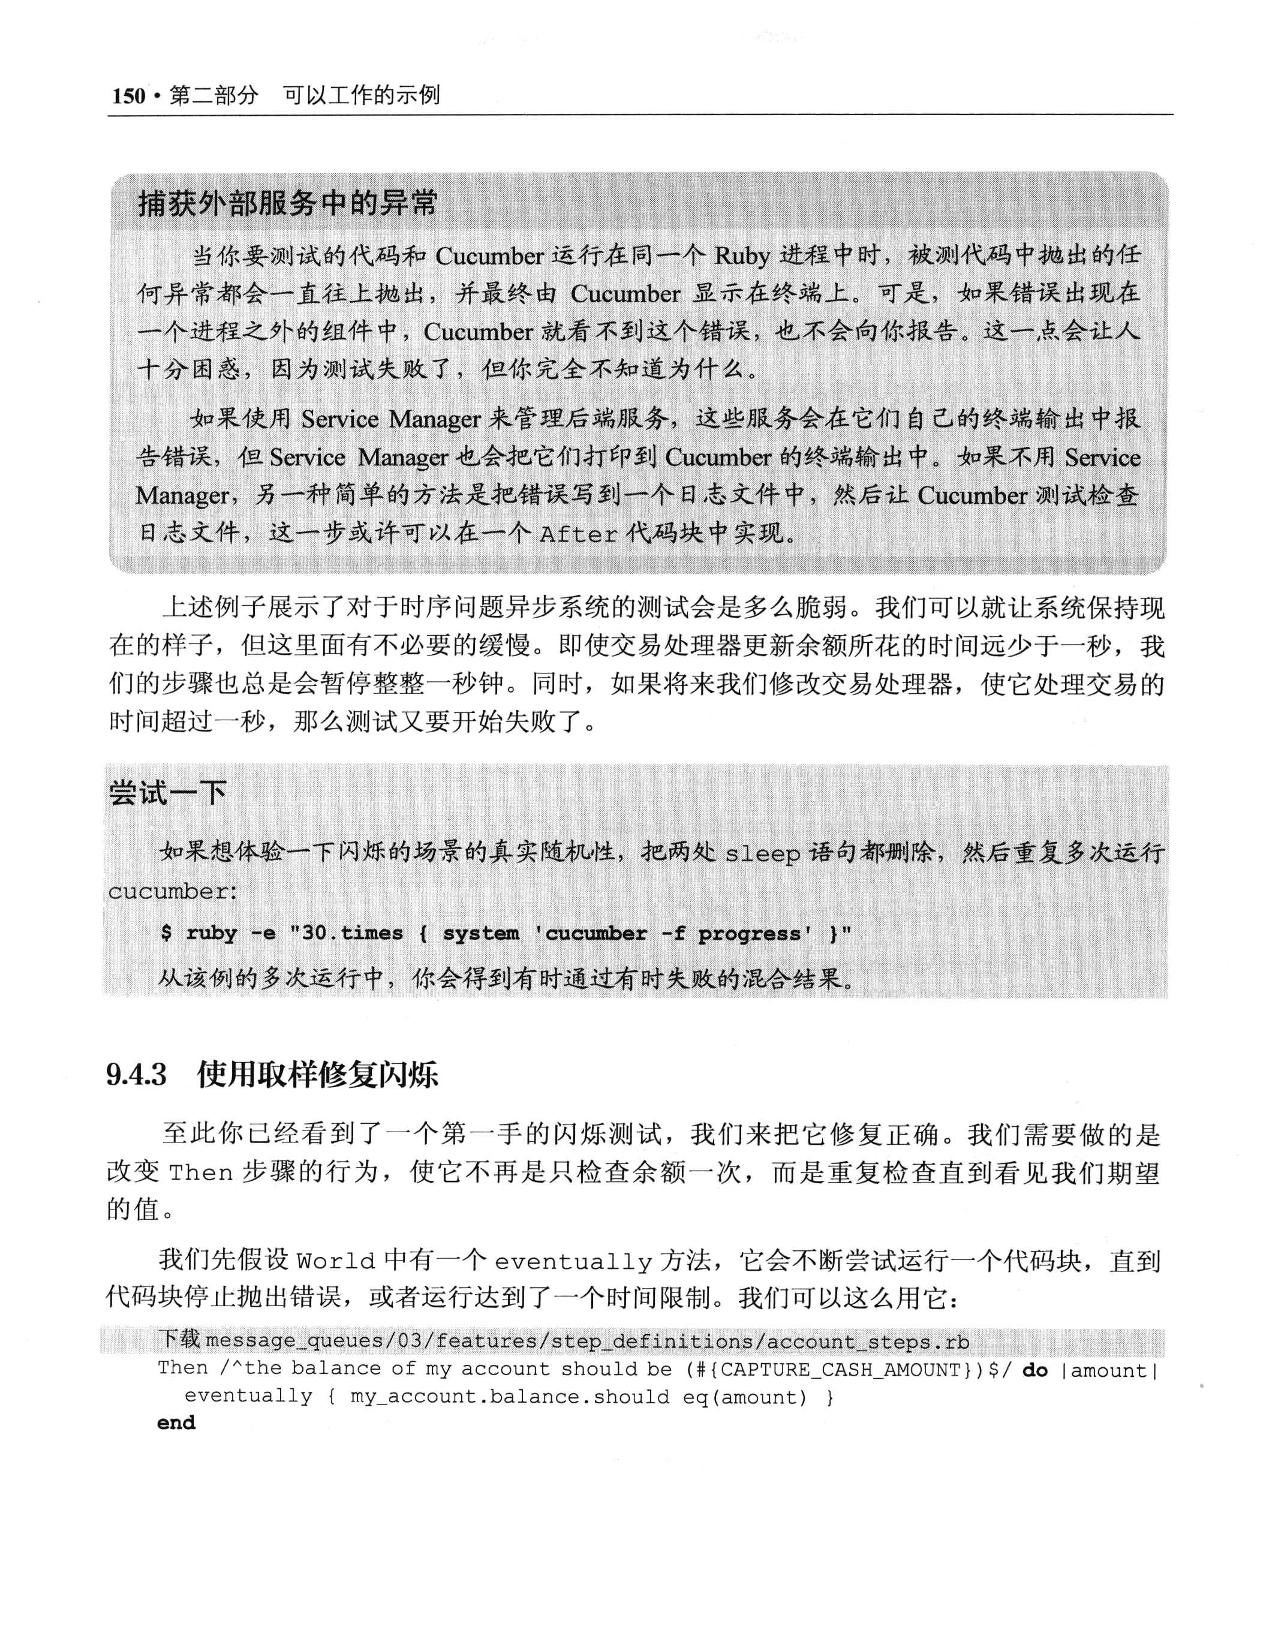 150 • 第二部分 可以工作的示例
捕获外部服务中的异常
当你要测试的代码和 Cucumber 运行在同一个 Ruby 进程中时，被测代码中抛出的任
何异常都会一直往上抛出，并最终由 Cucumber 显示在终端上。可是，如果错误出现在
一个进程之外的组件中，Cucumber 就看不到这个错误，也不会向你报告。这一点会让人
十分困惑，因为测试失败了，但你完全不知道为什么。
如果使用 Service Manager 来管理后端服务，这些服务会在它们自己的终端输出中报
告错误，但 Service Manager 也会把它们打印到 Cucumber 的终端输出中。如果不用 Service
Manager，另一种简单的方法是把错误写到一个日志文件中，然后让 Cucumber 测试检查
日志文件，这一步或许可以在一个 After 代码块中实现。
上述例子展示了对于时序问题异步系统的测试会是多么脆弱。我们可以就让系统保持现
在的样子，但这里面有不必要的缓慢。即使交易处理器更新余额所花的时间远少于一秒，我
们的步骤也总是会暂停整整一秒钟。同时，如果将来我们修改交易处理器，使它处理交易的
时间超过一秒，那么测试又要开始失败了。
尝试一下
如果想体验一下闪烁的场景的真实随机性，把两处 sleep 语句都删除，然后重复多次运行
cucumber:
$ ruby -e "30.times { system 'cucumber -f progress' }"
从该例的多次运行中，你会得到有时通过有时失败的混合结果。
9.4.3 使用取样修复闪烁
至此你已经看到了一个第一手的闪烁测试，我们来把它修复正确。我们需要做的是
改变 Then 步骤的行为，使它不再是只检查余额一次，而是重复检查直到看见我们期望
的值。
我们先假设 World 中有一个 eventually 方法，它会不断尝试运行一个代码块，直到
代码块停止抛出错误，或者运行达到了一个时间限制。我们可以这么用它：
下载 message_queues/03/features/step_definitions/account_steps.rb
Then /^the balance of my account should be (#{CAPTURE_CASH_AMOUNT})$/ do |amount|
  eventually { my_account.balance.should eq(amount) }
end